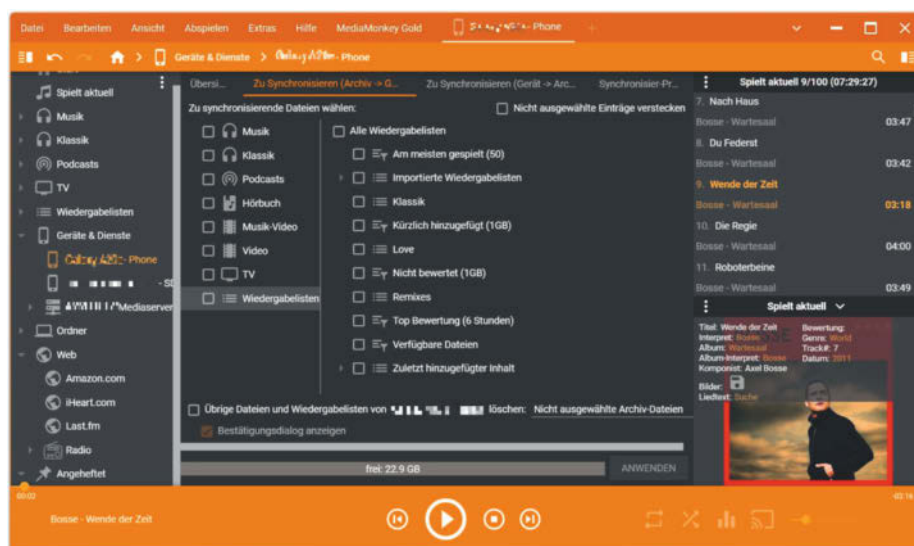 Datei Bearbeiten Ansicht Abspielen Extras Hilfe MediaMonkey Gold Phone
Geräte & Dienste > Phone
Spielt aktuell
Musik
Klassik
Podcasts
TV
Wiedergabelisten
Geräte & Dienste
Phone
Mediaserver
Ordner
Web
Amazon.com
iHeart.com
Last.fm
Radio
Angeheftet
Übersi... Zu Synchronisieren (Archiv -> G... Zu Synchronisieren (Gerät -> Arc... Synchronisier-Pr...
Zu synchronisierende Dateien wählen: Nicht ausgewählte Einträge verstecken
Musik
Klassik
Podcasts
Hörbuch
Musik-Video
Video
TV
Wiedergabelisten
Alle Wiedergabelisten
Am meisten gespielt (50)
Importierte Wiedergabelisten
Klassik
Kürzlich hinzugefügt (1GB)
Love
Nicht bewertet (1GB)
Remixes
Top Bewertung (6 Stunden)
Verfügbare Dateien
Zuletzt hinzugefügter Inhalt
Übrige Dateien und Wiedergabelisten von löschen: Nicht ausgewählte Archiv-Dateien
Bestätigungsdialog anzeigen
frei: 22.9 GB ANWENDEN
Spielt aktuell 9/100 (07:29:27)
7. Nach Haus
Bosse - Wartesaal 03:47
8. Du Federst
Bosse - Wartesaal 03:42
9. Wende der Zeit
Bosse - Wartesaal 03:18
10. Die Regie
Bosse - Wartesaal 04:00
11. Roboterbeine
Bosse - Wartesaal 03:49
Spielt aktuell
Titel: Wende der Zeit Bewertung:
Interpret: Bosse Genre: World
Album: Wartesaal Track#: 7
Album-Interpret: Bosse Datum: 2011
Komponist: Axel Bosse
Bilder:
Liedtext: Suche
00:02 -03:16
Bosse - Wende der Zeit